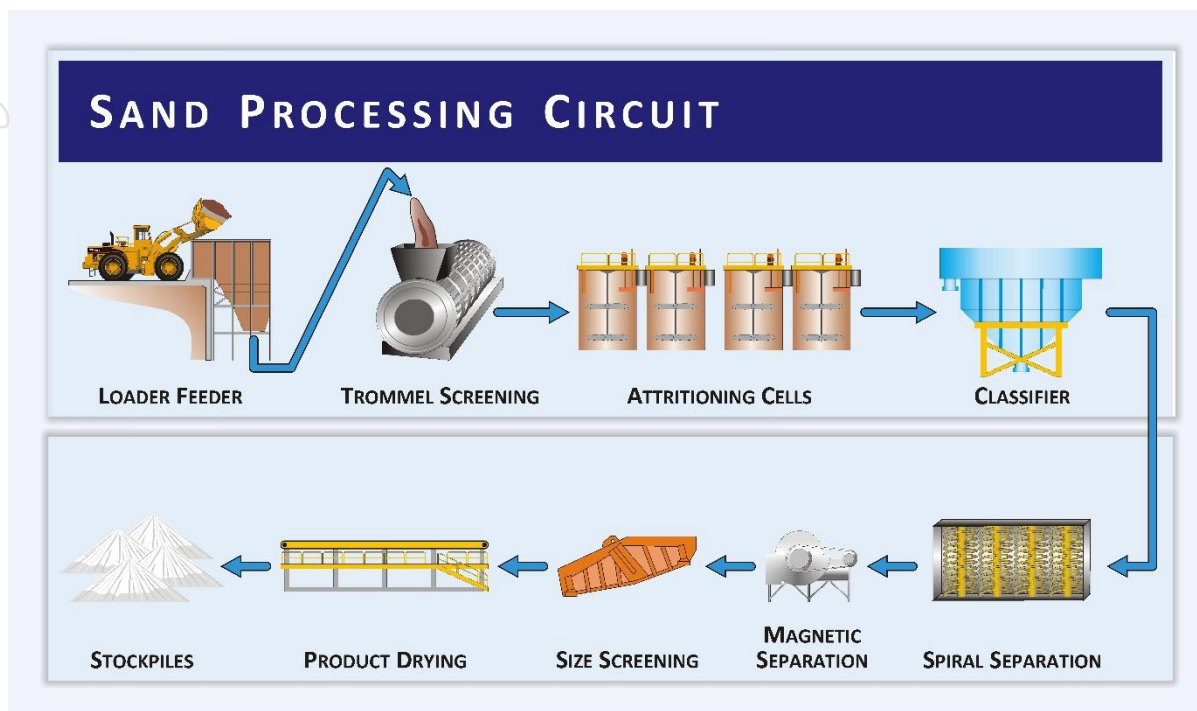 SAND PROCESSING CIRCUIT
LOADER FEEDER
TROMMEL SCREENING
ATTRITIONING CELLS
CLASSIFIER
STOCKPILES
PRODUCT DRYING
SIZE SCREENING
MAGNETIC
SEPARATION
SPIRAL SEPARATION